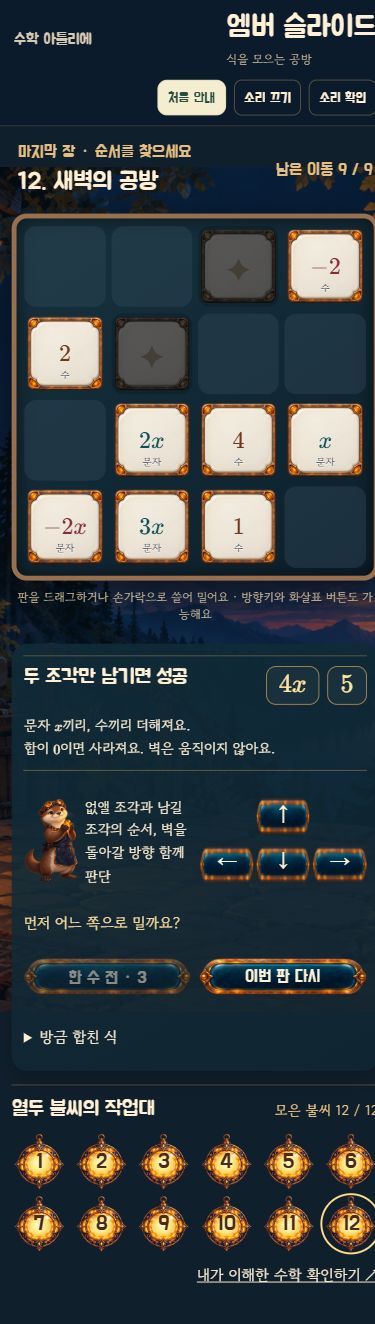 수학 아틀리에
엠버 슬라이드
식을 모으는 공방
처음 안내
소리 끄기
소리 확인
마지막 장 · 순서를 찾으세요
12. 새벽의 공방
남은 이동 9 / 9
−2
수
2
수
2x
문자
4
수
x
문자
−2x
문자
3x
문자
1
수
판을 드래그하거나 손가락으로 쓸어 밀어요 · 방향키와 화살표 버튼도 가
능해요
두 조각만 남기면 성공
4x
5
문자 x끼리, 수끼리 더해져요.
합이 0이면 사라져요. 벽은 움직이지 않아요.
없앨 조각과 남길
조각의 순서, 벽을
돌아갈 방향 함께
판단
↑
← ↓ →
먼저 어느 쪽으로 밀까요?
한 수 전 · 3
이번 판 다시
▶ 방금 합친 식
열두 불씨의 작업대
모은 불씨 12 / 12
1 2 3 4 5 6
7 8 9 10 11 12
내가 이해한 수학 확인하기 ↗